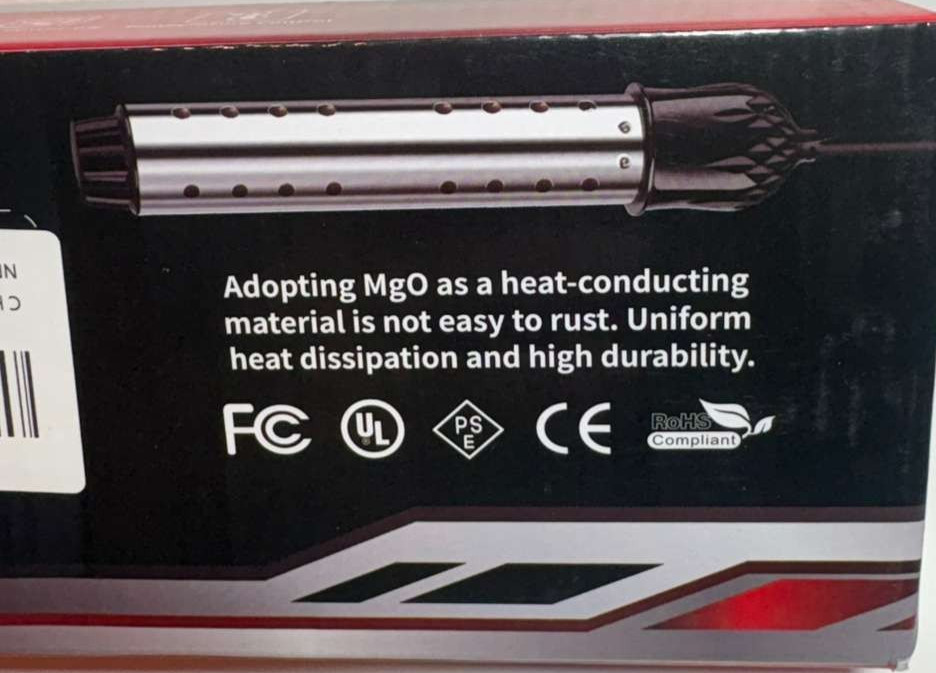 Adopting MgO as a heat-conducting
material is not easy to rust. Uniform
heat dissipation and high durability.
FC UL PS E CE RoHS
Compliant